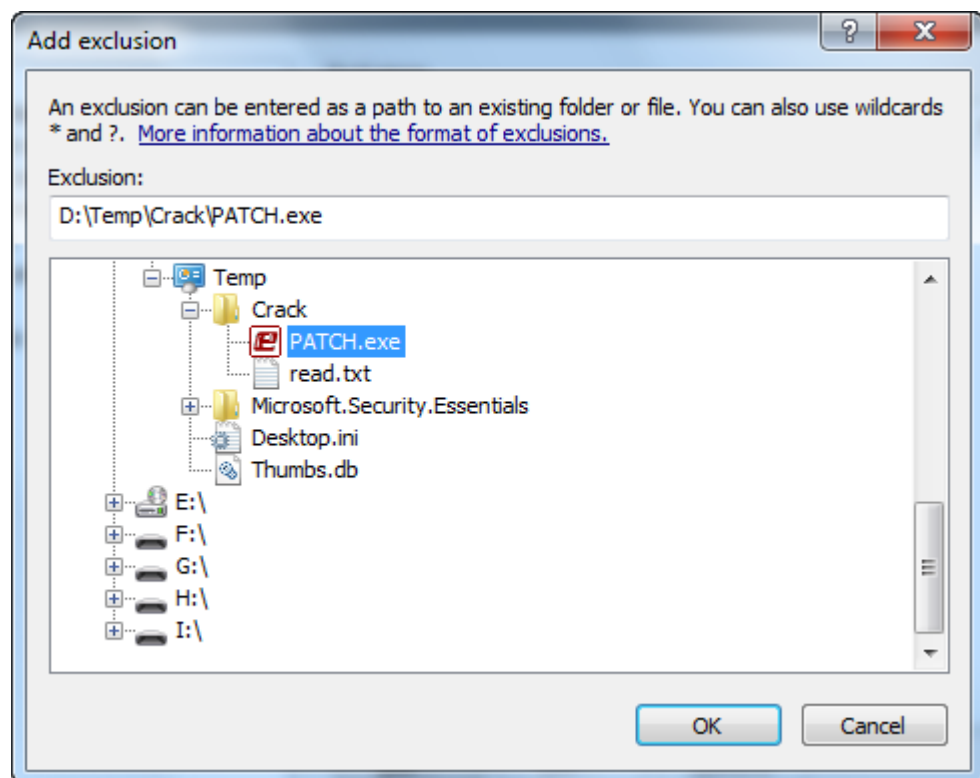 Add exclusion
An exclusion can be entered as a path to an existing folder or file. You can also use wildcards
* and ?. More information about the format of exclusions.
Exclusion:
D:\Temp\Crack\PATCH.exe
Temp
Crack
PATCH.exe
read.txt
Microsoft.Security.Essentials
Desktop.ini
Thumbs.db
E:\
F:\
G:\
H:\
I:\
OK Cancel